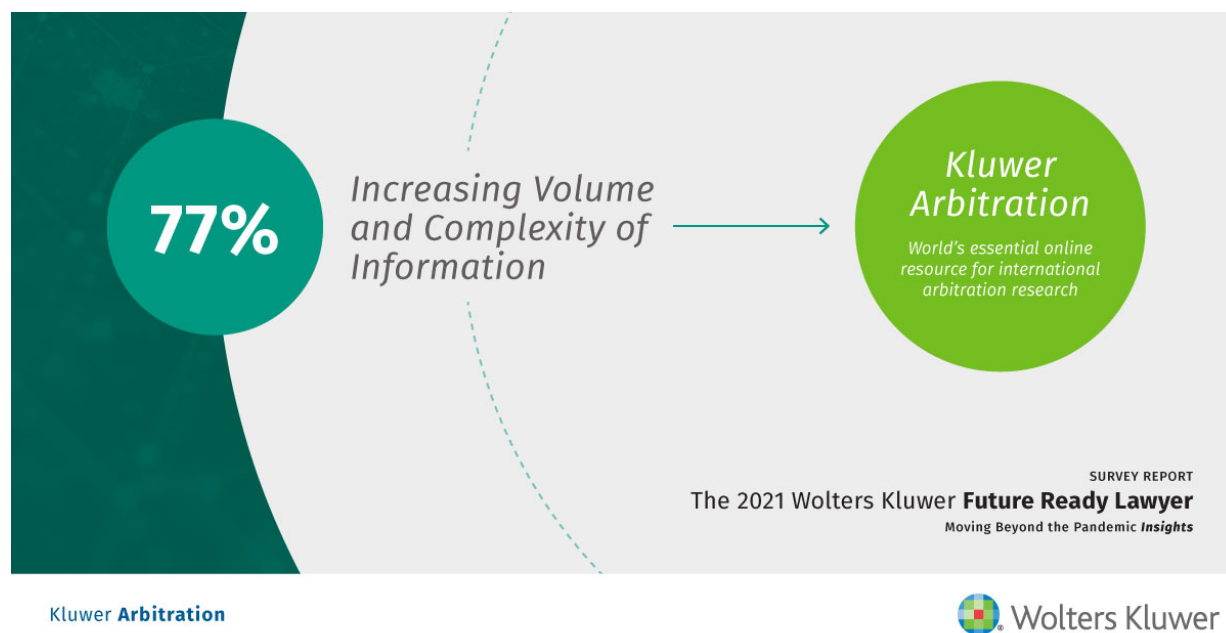 77%
Increasing Volume
and Complexity of
Information
Kluwer
Arbitration
World's essential online
resource for international
arbitration research
SURVEY REPORT
The 2021 Wolters Kluwer Future Ready Lawyer
Moving Beyond the Pandemic Insights
Kluwer Arbitration
Wolters Kluwer